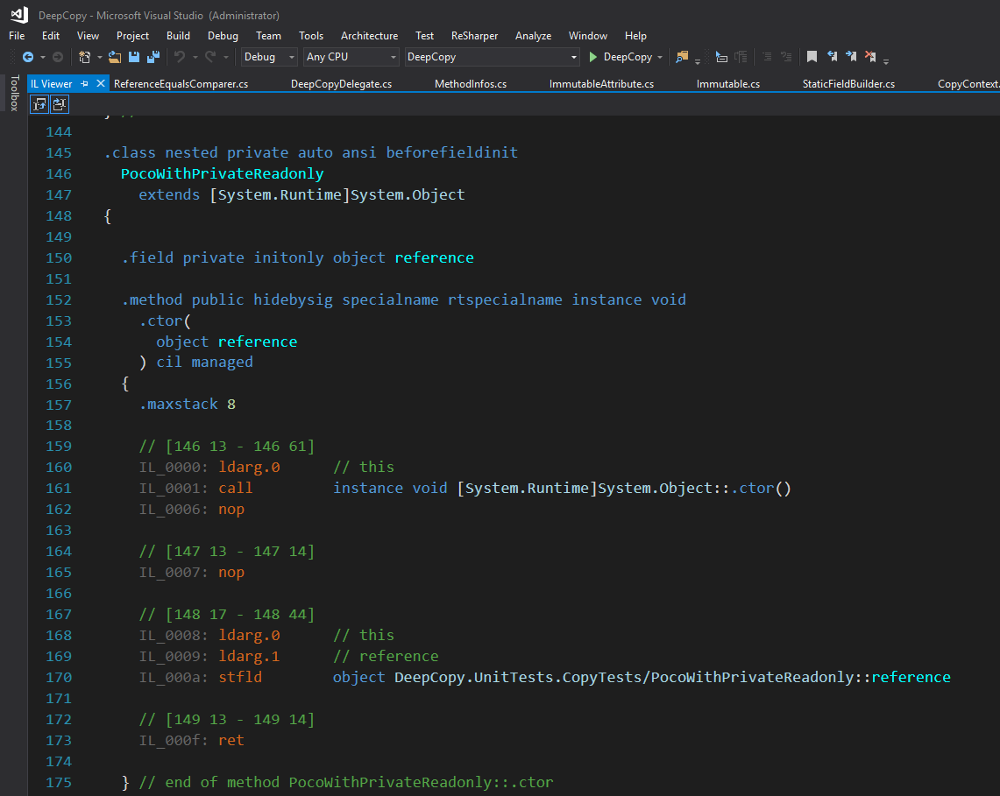 DeepCopy - Microsoft Visual Studio (Administrator)
File Edit View Project Build Debug Team Tools Architecture Test ReSharper Analyze Window Help
Debug Any CPU DeepCopy DeepCopy
Toolbox
IL Viewer ReferenceEqualsComparer.cs DeepCopyDelegate.cs MethodInfos.cs ImmutableAttribute.cs Immutable.cs StaticFieldBuilder.cs CopyContext.
144
145 .class nested private auto ansi beforefieldinit
146 PocoWithPrivateReadonly
147 extends [System.Runtime]System.Object
148 {
149
150 .field private initonly object reference
151
152 .method public hidebysig specialname rtspecialname instance void
153 .ctor(
154 object reference
155 ) cil managed
156 {
157 .maxstack 8
158
159 // [146 13 - 146 61]
160 IL_0000: ldarg.0 // this
161 IL_0001: call instance void [System.Runtime]System.Object::.ctor()
162 IL_0006: nop
163
164 // [147 13 - 147 14]
165 IL_0007: nop
166
167 // [148 17 - 148 44]
168 IL_0008: ldarg.0 // this
169 IL_0009: ldarg.1 // reference
170 IL_000a: stfld object DeepCopy.UnitTests.CopyTests/PocoWithPrivateReadonly::reference
171
172 // [149 13 - 149 14]
173 IL_000f: ret
174
175 } // end of method PocoWithPrivateReadonly::.ctor